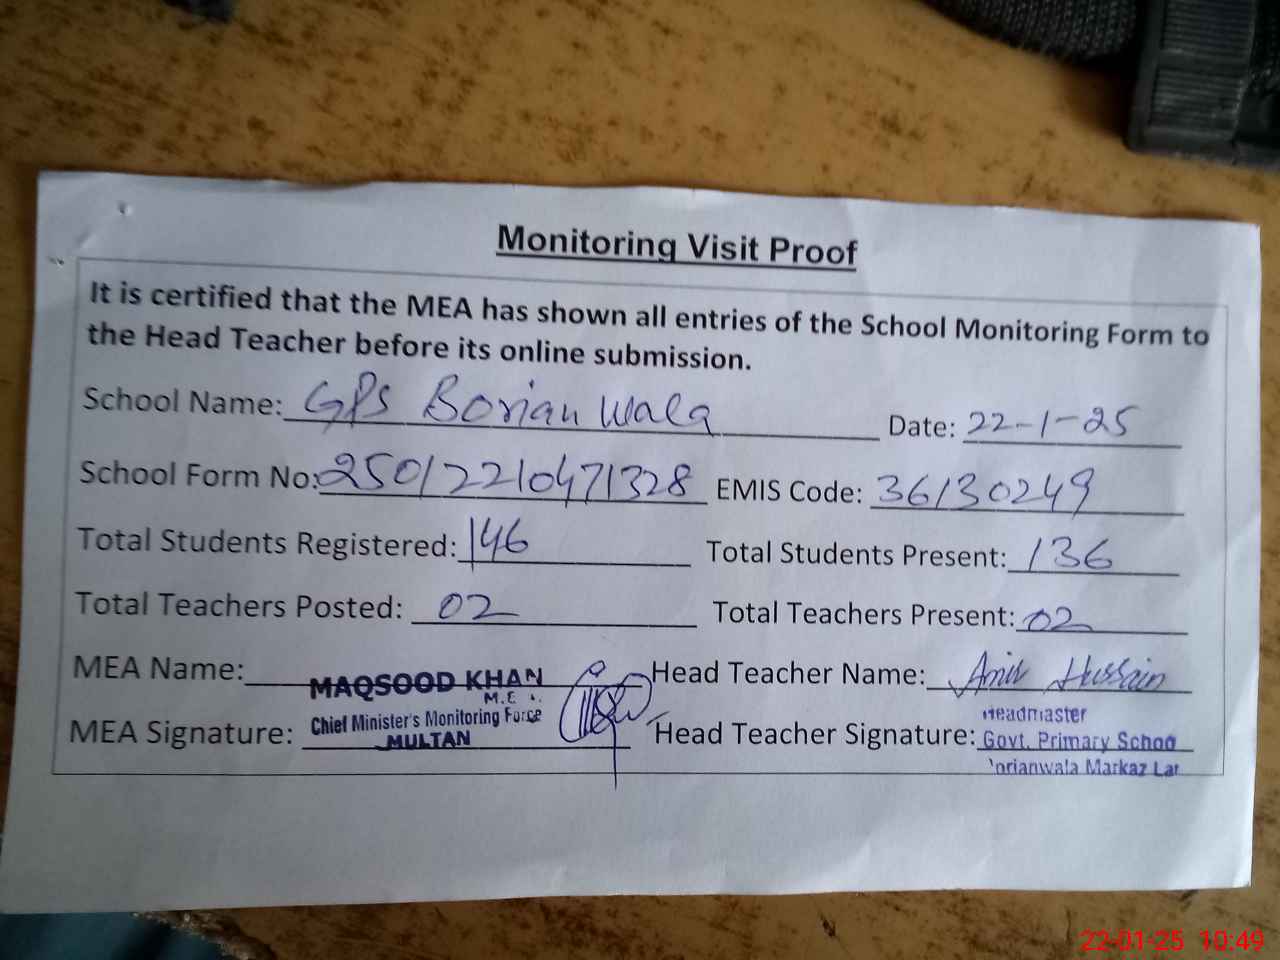 Monitoring Visit Proof
It is certified that the MEA has shown all entries of the School Monitoring Form to
the Head Teacher before its online submission.
School Name: GPS Borian Wala Date: 22-1-25
School Form No: 2501221047 1328 EMIS Code: 36130249
Total Students Registered: 146 Total Students Present: 136
Total Teachers Posted: 02 Total Teachers Present: 02
MEA Name: MAQSOOD KHAN Head Teacher Name: Hussain
M.E
MEA Signature: Chief Minister's Monitoring Force Head Teacher Signature: Headmaster
MULTAN Govt. Primary School
orianwala Markaz Lar
22-01-25 10:49